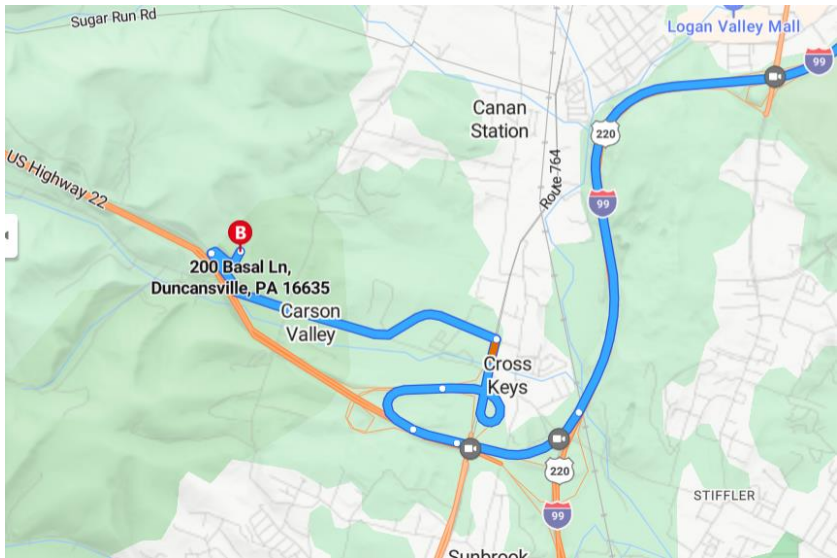 Sugar Run Rd
Logan Valley Mall
99
Canan
Station
220
Route 764
US Highway 22
99
B
200 Basal Ln,
Duncansville, PA 16635
Carson
Valley
Cross
Keys
220
99
STIFFLER
Sunbrook